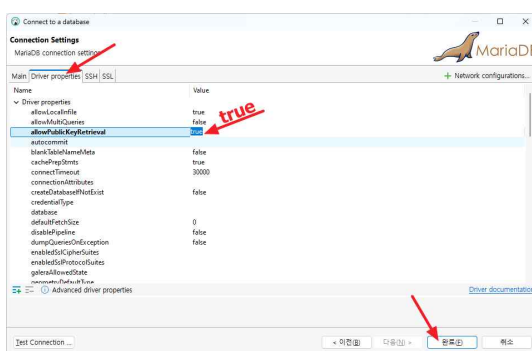 Connect to a database
Connection Settings
MariaDB connection settings
MariaDB
Main Driver properties SSH SSL
+ Network configurations...
Name Value
Driver properties
allowLocalInfile true
allowMultiQueries false
true
allowPublicKeyRetrieval true
autocommit
blankTableNameMeta false
cachePrepStmts true
connectTimeout 30000
connectionAttributes
createDatabaseIfNotExist false
credentialType
database
defaultFetchSize 0
disablePipeline false
dumpQueriesOnException false
enabledSslCipherSuites
enabledSslProtocolSuites
galeraAllowedState
geometryDefaultType
Advanced driver properties
Driver documentation
Test Connection ...
< 이전(B)
다음(N) >
완료(F)
취소